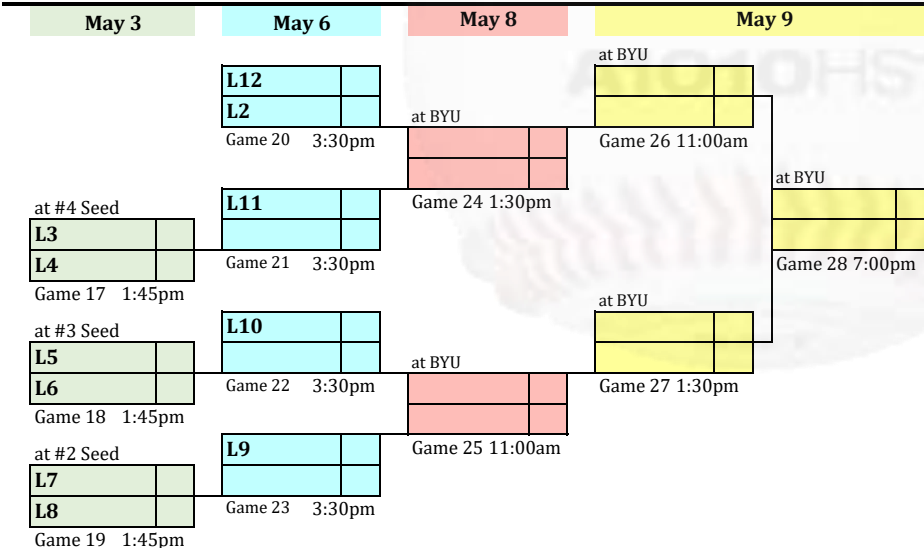 May 3 May 6 May 8 May 9
at BYU
L12
L2
at BYU
Game 20 3:30pm
Game 26 11:00am
at BYU
L11
Game 24 1:30pm
at #4 Seed
L3
L4
Game 21 3:30pm
Game 28 7:00pm
Game 17 1:45pm
at BYU
L10
at #3 Seed
L5
at BYU
L6
Game 22 3:30pm
Game 27 1:30pm
Game 18 1:45pm
L9
Game 25 11:00am
at #2 Seed
L7
L8
Game 23 3:30pm
Game 19 1:45pm
A1010HS